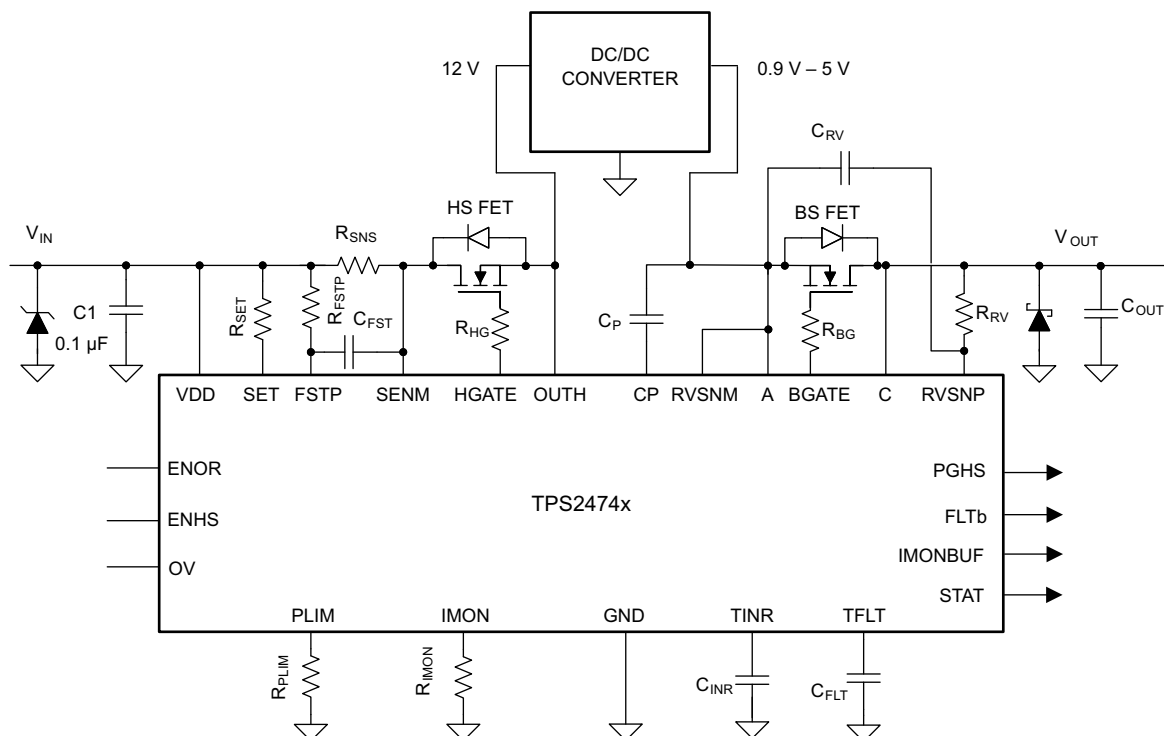 DC/DC
CONVERTER
12 V
0.9 V – 5 V
C_RV
HS FET
BS FET
V_IN
R_SNS
V_OUT
C1
0.1 µF
R_SET
R_FSTP
C_FST
R_HG
C_P
R_BG
R_RV
C_OUT
VDD SET FSTP SENM HGATE OUTH CP RVSNM A BGATE C RVSNP
ENOR
ENHS
OV
TPS2474x
PGHS
FLTb
IMONBUF
STAT
PLIM IMON GND TINR TFLT
R_PLIM
R_IMON
C_INR
C_FLT